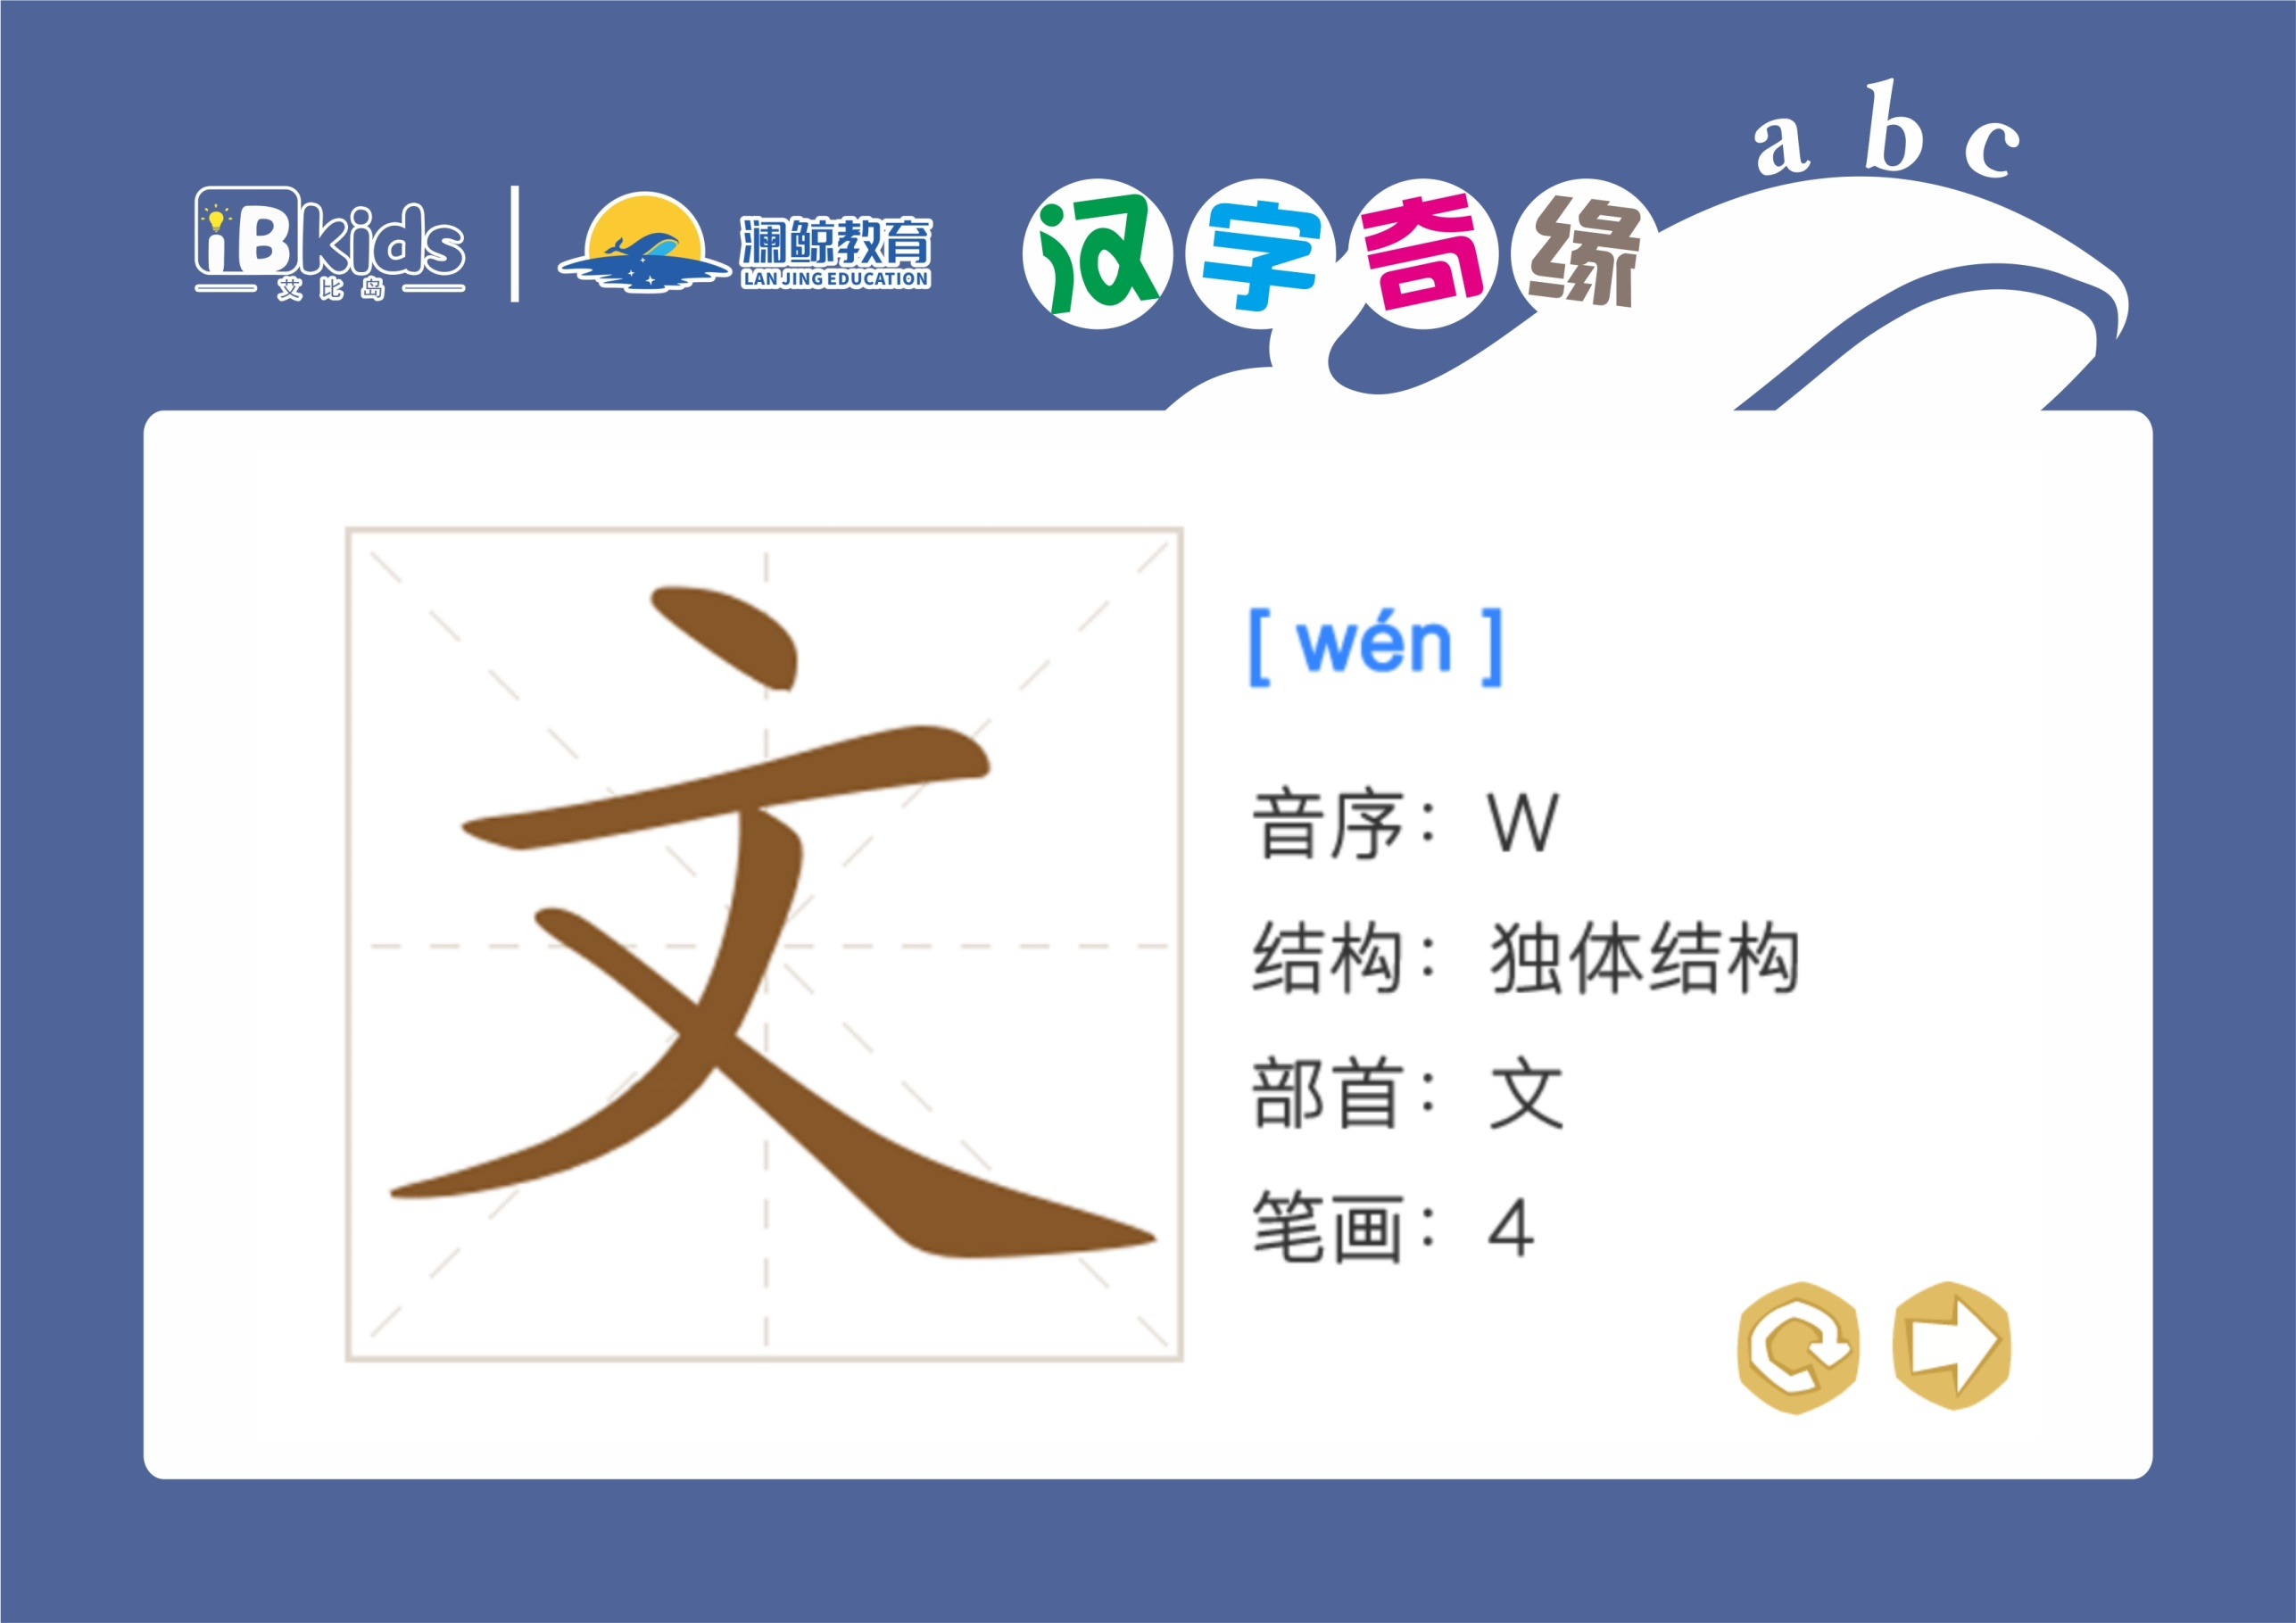 a b c
iBkids
艾比岛
澜鲸教育
LAN JING EDUCATION
汉字奇缘
文
[ wén ]
音序： W
结构： 独体结构
部首： 文
笔画： 4